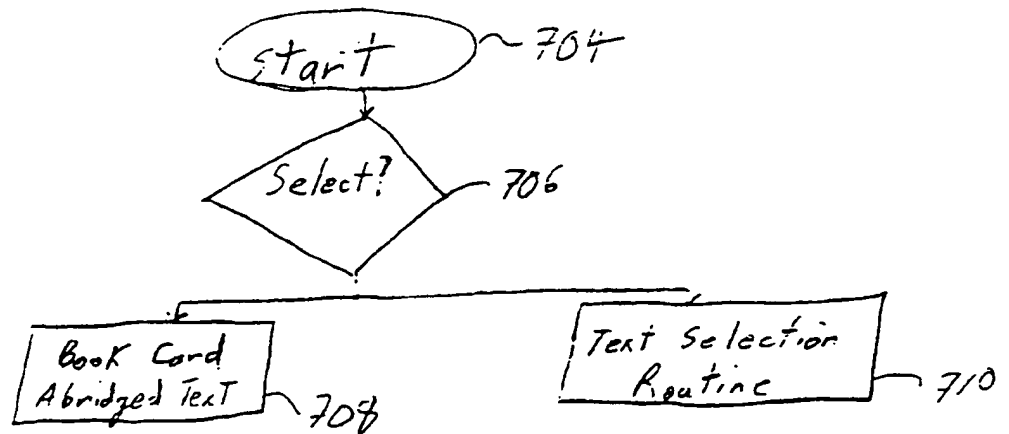 Start
704
Select?
706
Book Card
Abridged Text
708
Text Selection
Routine
710